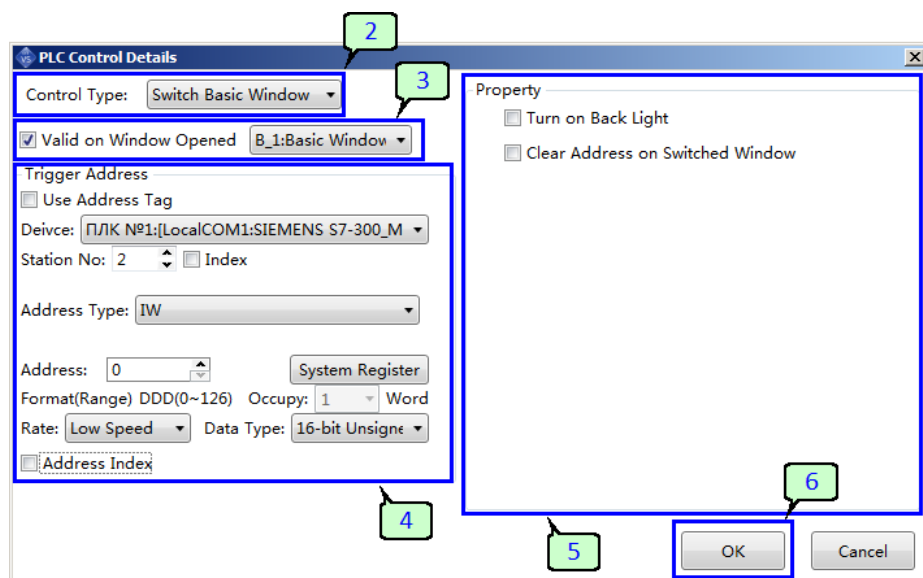 2
PLC Control Details
3
Control Type: Switch Basic Window
Valid on Window Opened B_1:Basic Window
Trigger Address
Use Address Tag
Deivce: ПЛК №1:[LocalCOM1:SIEMENS S7-300_M
Station No: 2 Index
Address Type: IW
Address: 0 System Register
Format(Range) DDD(0~126) Occupy: 1 Word
Rate: Low Speed Data Type: 16-bit Unsigne
Address Index
4
Property
Turn on Back Light
Clear Address on Switched Window
5
6
OK Cancel